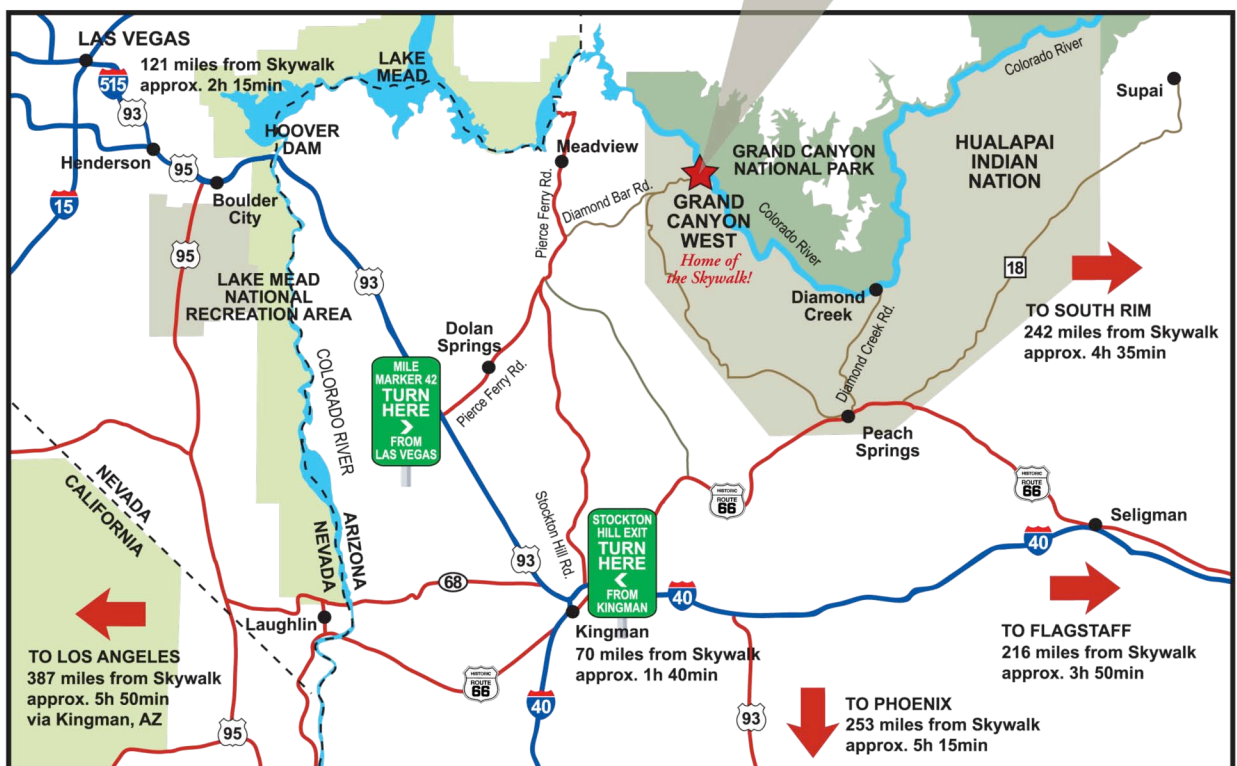 LAS VEGAS
121 miles from Skywalk
approx. 2h 15min
515
93
LAKE
MEAD
Colorado River
Supai
Henderson
95
HOOVER
DAM
Meadview
GRAND CANYON
NATIONAL PARK
HUALAPAI
INDIAN
NATION
15
Boulder
City
Pierce Ferry Rd.
Diamond Bar Rd.
GRAND
CANYON
WEST
Home of
the Skywalk!
Colorado River
95
93
18
LAKE MEAD
NATIONAL
RECREATION AREA
Diamond
Creek
TO SOUTH RIM
242 miles from Skywalk
approx. 4h 35min
Dolan
Springs
Pierce Ferry Rd.
Diamond Creek Rd.
COLORADO RIVER
MILE
MARKER 42
TURN
HERE
>
FROM
LAS VEGAS
Peach
Springs
NEVADA
CALIFORNIA
HISTORIC
ROUTE
66
HISTORIC
ROUTE
66
Seligman
40
ARIZONA
NEVADA
Stockton Hill Rd.
93
STOCKTON
HILL EXIT
TURN
HERE
<
FROM
KINGMAN
68
40
Laughlin
Kingman
70 miles from Skywalk
approx. 1h 40min
HISTORIC
ROUTE
66
40
TO LOS ANGELES
387 miles from Skywalk
approx. 5h 50min
via Kingman, AZ
95
TO FLAGSTAFF
216 miles from Skywalk
approx. 3h 50min
93
TO PHOENIX
253 miles from Skywalk
approx. 5h 15min